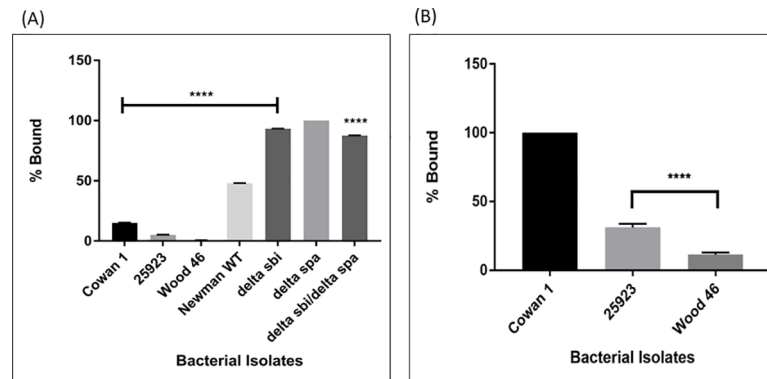 (A)
150
****
****
100
% Bound
50
0
Cowan 1
25923
Wood 46
Newman WT
delta sbi
delta spa
delta sbi/delta spa
Bacterial Isolates
(B)
150
100
% Bound
****
50
0
Cowan 1
25923
Wood 46
Bacterial Isolates